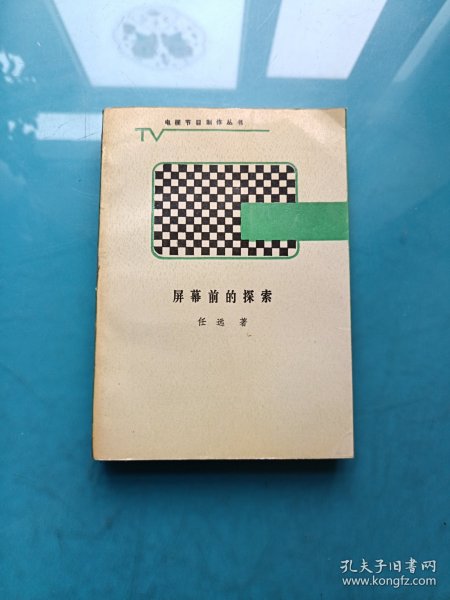 电视节目制作丛书
TV
屏幕前的探索
任远 著
孔夫子旧书网
www.kongfz.com